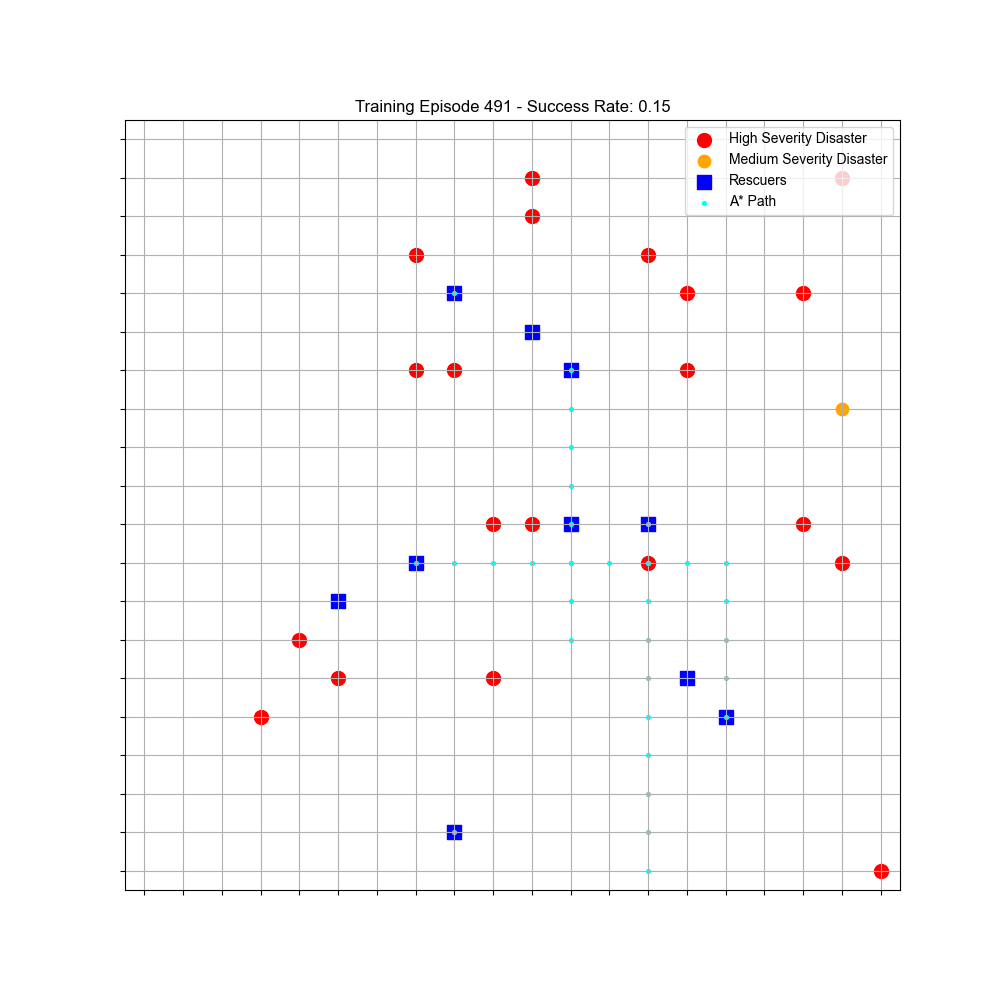 Training Episode 491 - Success Rate: 0.15
High Severity Disaster
Medium Severity Disaster
Rescuers
A* Path